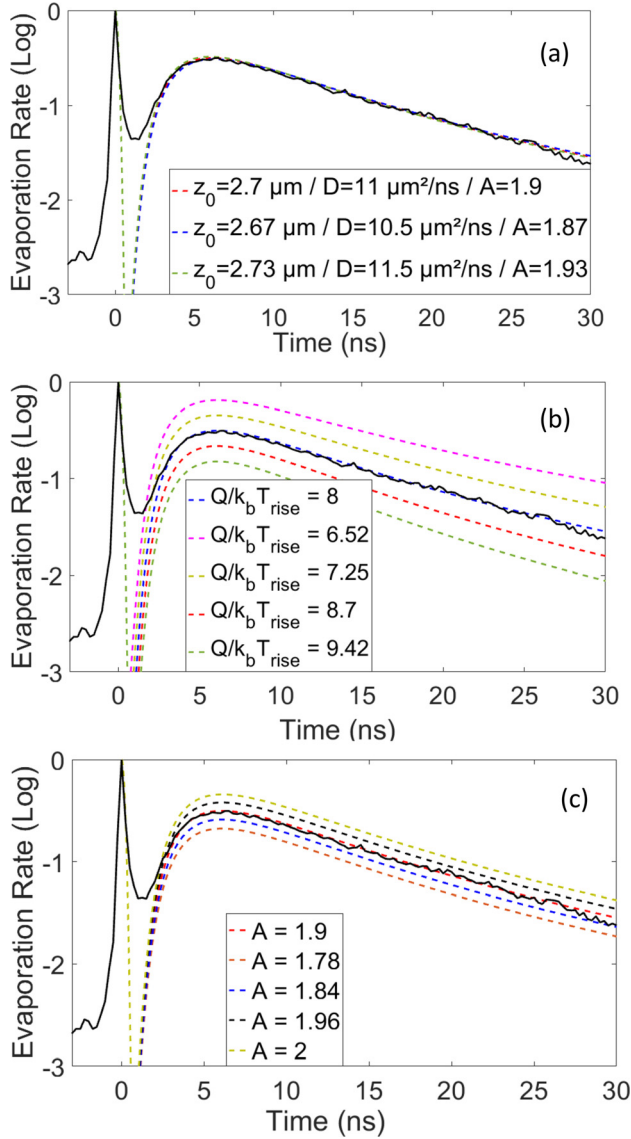 0
(a)
Evaporation Rate (Log)
-1
-2
-3
z0=2.7 µm / D=11 µm²/ns / A=1.9
z0=2.67 µm / D=10.5 µm²/ns / A=1.87
z0=2.73 µm / D=11.5 µm²/ns / A=1.93
0 5 10 15 20 25 30
Time (ns)
0
(b)
Evaporation Rate (Log)
-1
-2
-3
Q/kbTrise = 8
Q/kbTrise = 6.52
Q/kbTrise = 7.25
Q/kbTrise = 8.7
Q/kbTrise = 9.42
0 5 10 15 20 25 30
Time (ns)
0
(c)
Evaporation Rate (Log)
-1
-2
-3
A = 1.9
A = 1.78
A = 1.84
A = 1.96
A = 2
0 5 10 15 20 25 30
Time (ns)